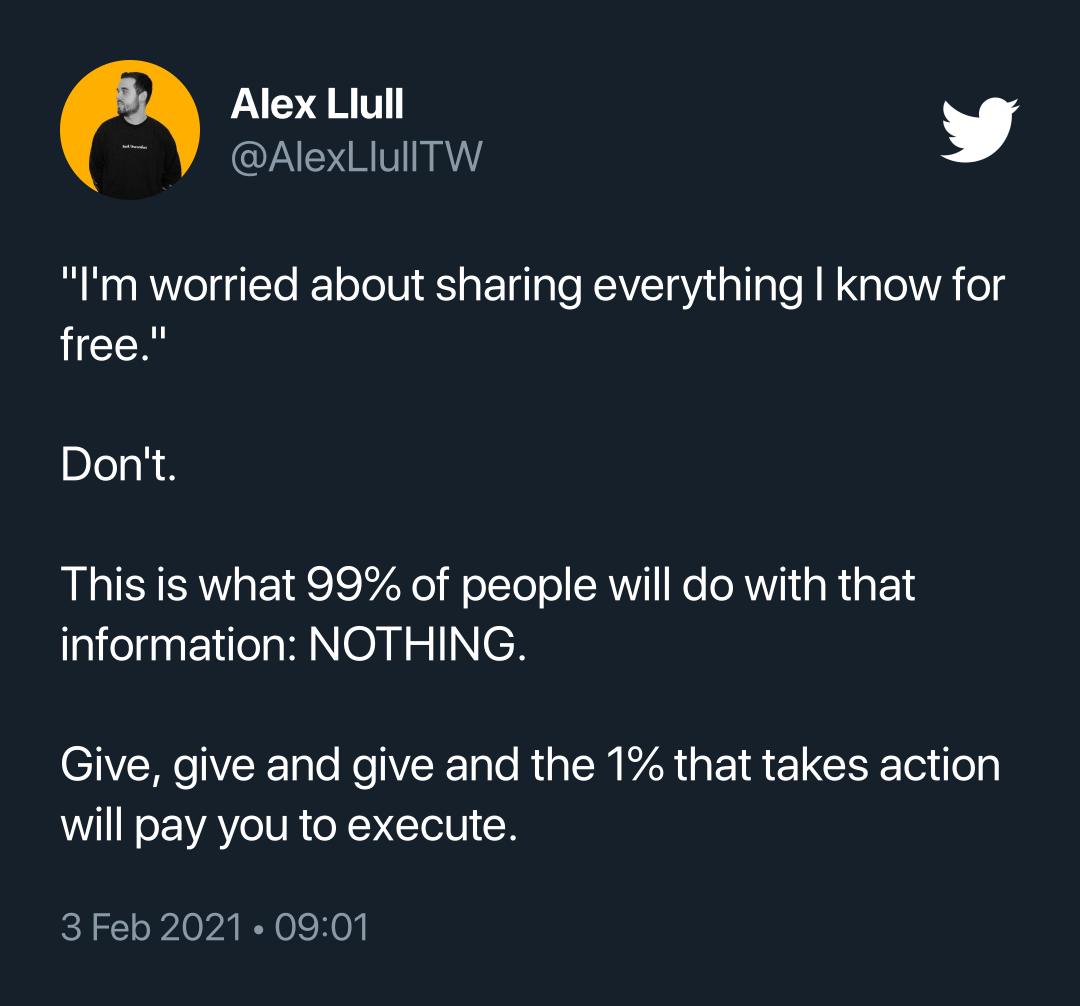 Alex Llull
@AlexLlullTW
"I'm worried about sharing everything I know for
free."
Don't.
This is what 99% of people will do with that
information: NOTHING.
Give, give and give and the 1% that takes action
will pay you to execute.
3 Feb 2021 • 09:01